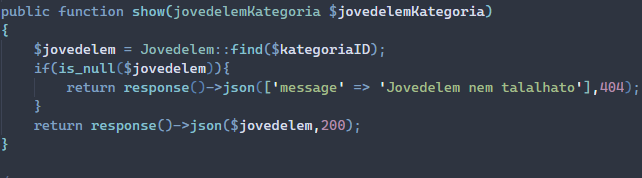 public function show(jovedelemKategoria $jovedelemKategoria)
{
$jovedelem = Jovedelem::find($kategoriaID);
if(is_null($jovedelem)){
return response()->json(['message' => 'Jovedelem nem talalhato'],404);
}
return response()->json($jovedelem,200);
}